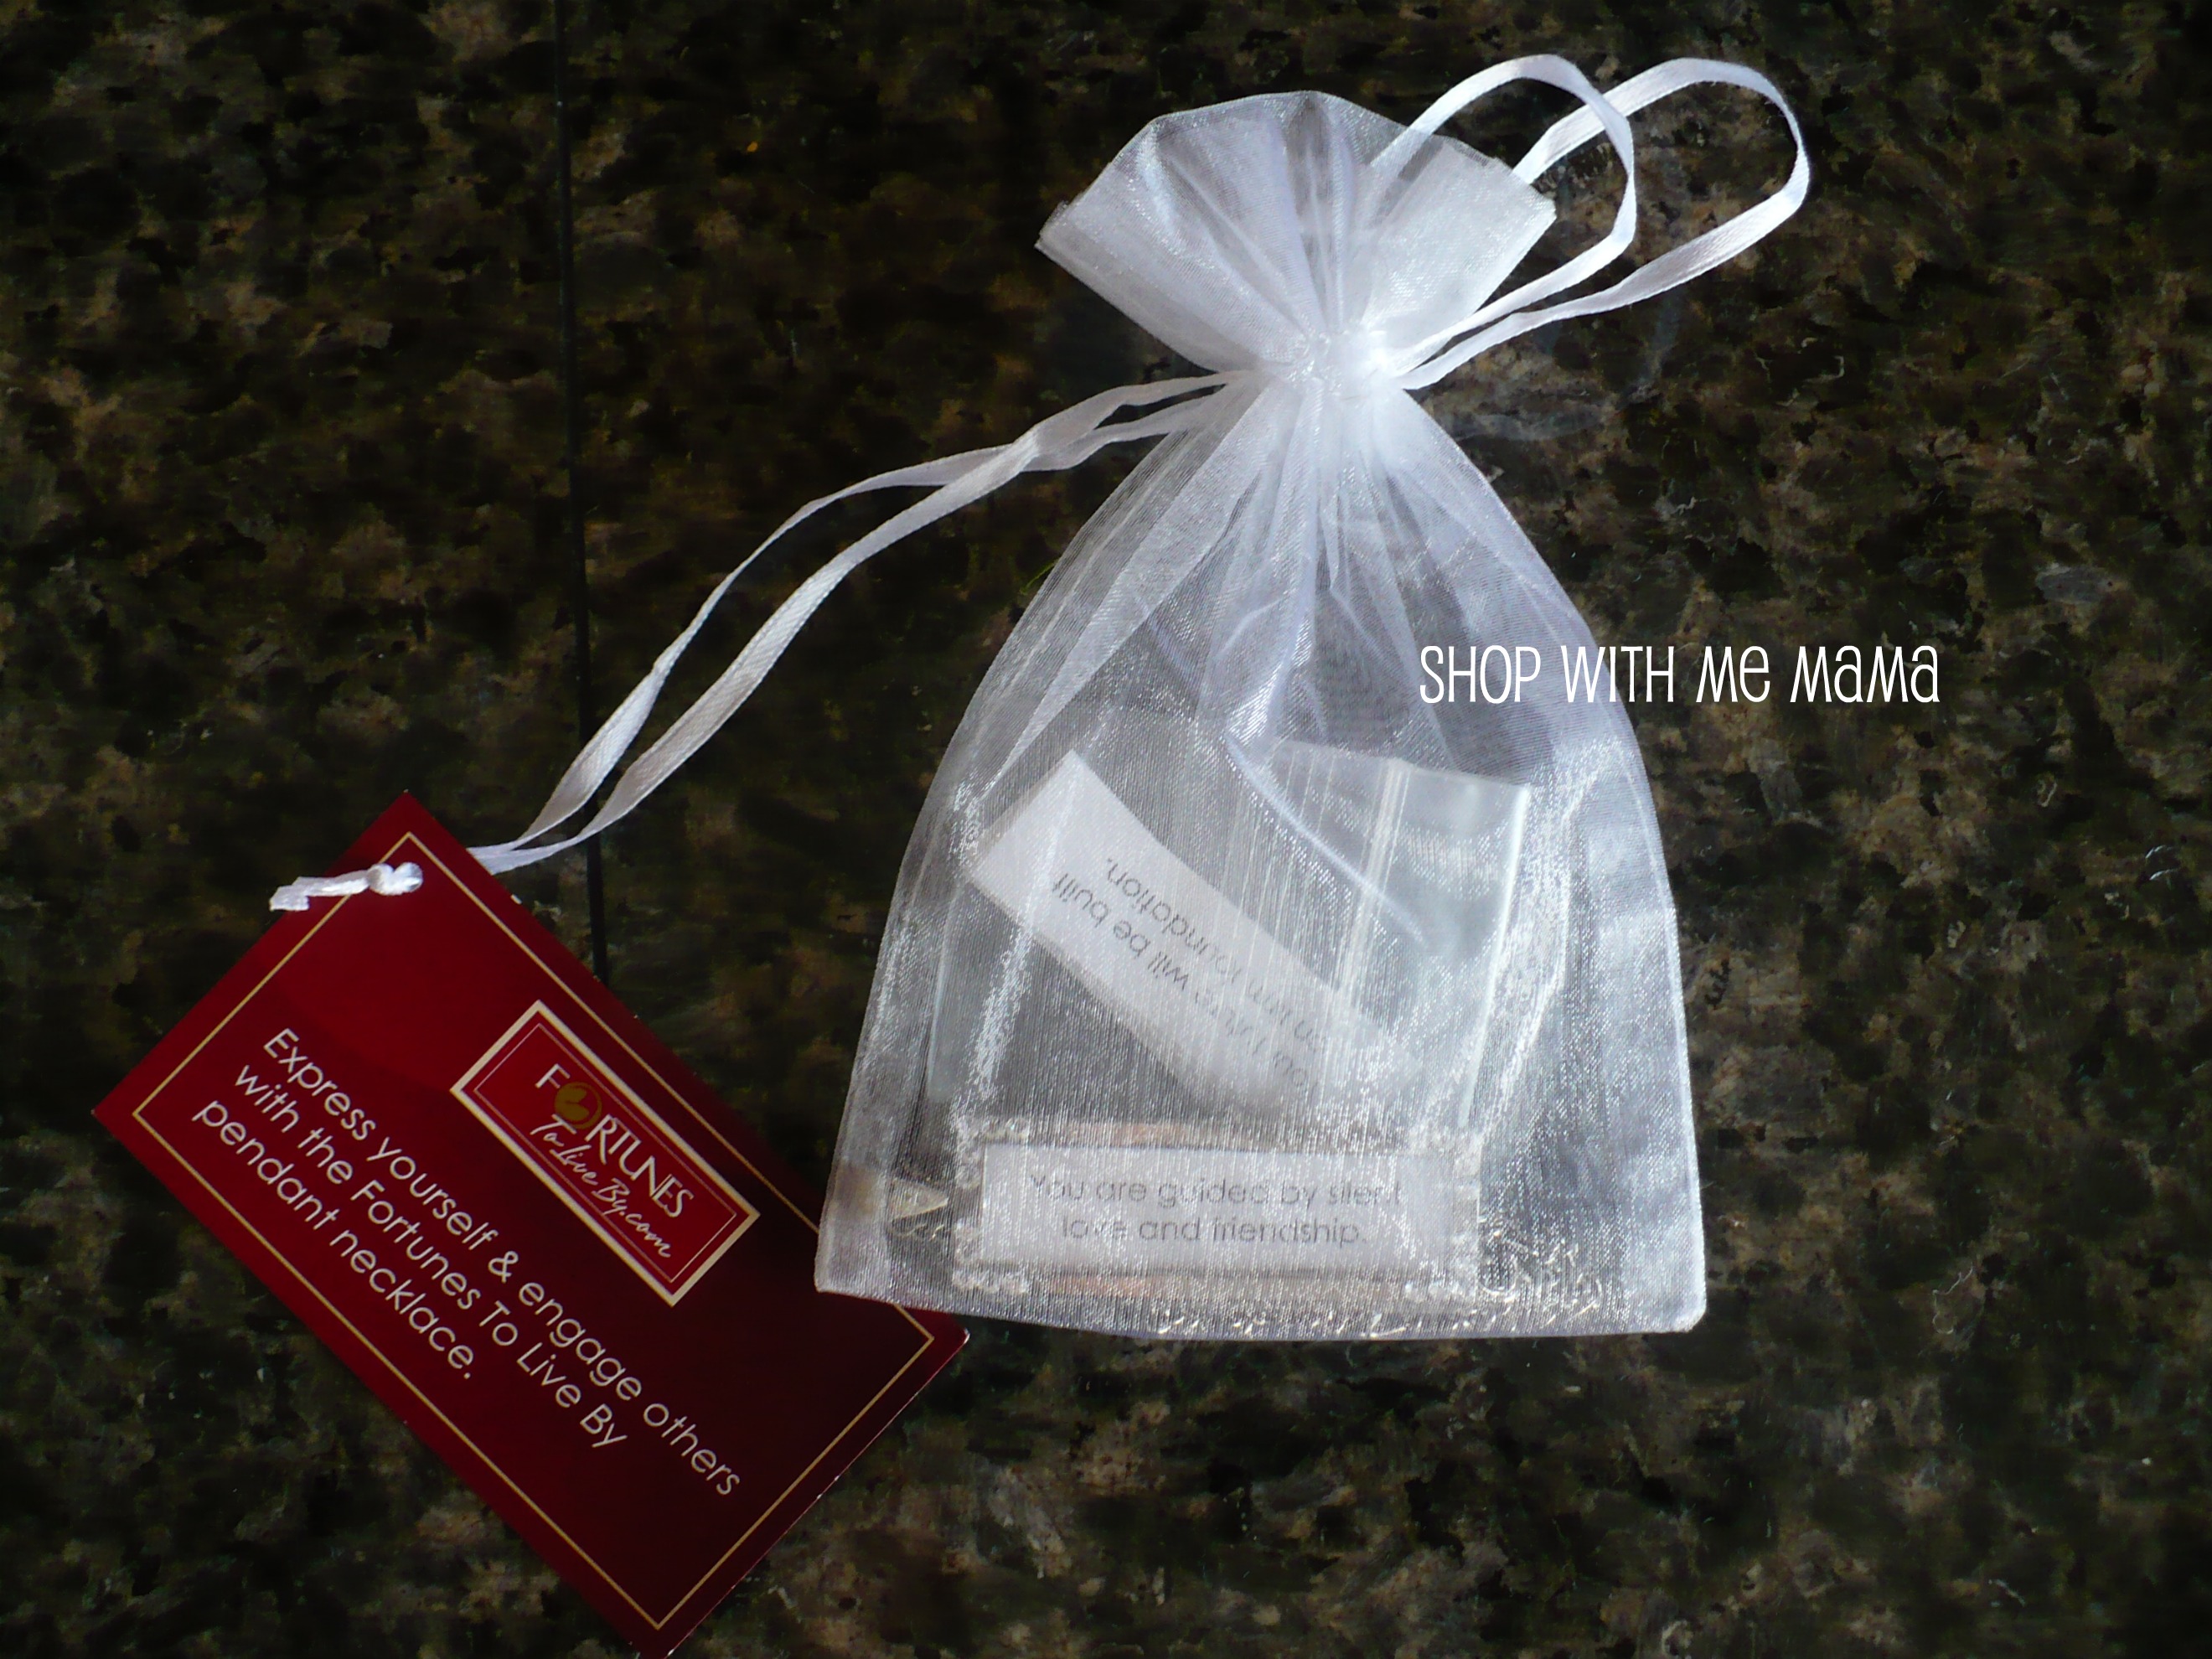 SHOP WITH Me MaMa
FORTUNES
To Live By.com
Express yourself & engage others
with the Fortunes To Live By
pendant necklace.
will be built
foundation.
You are guided by silent
love and friendship.